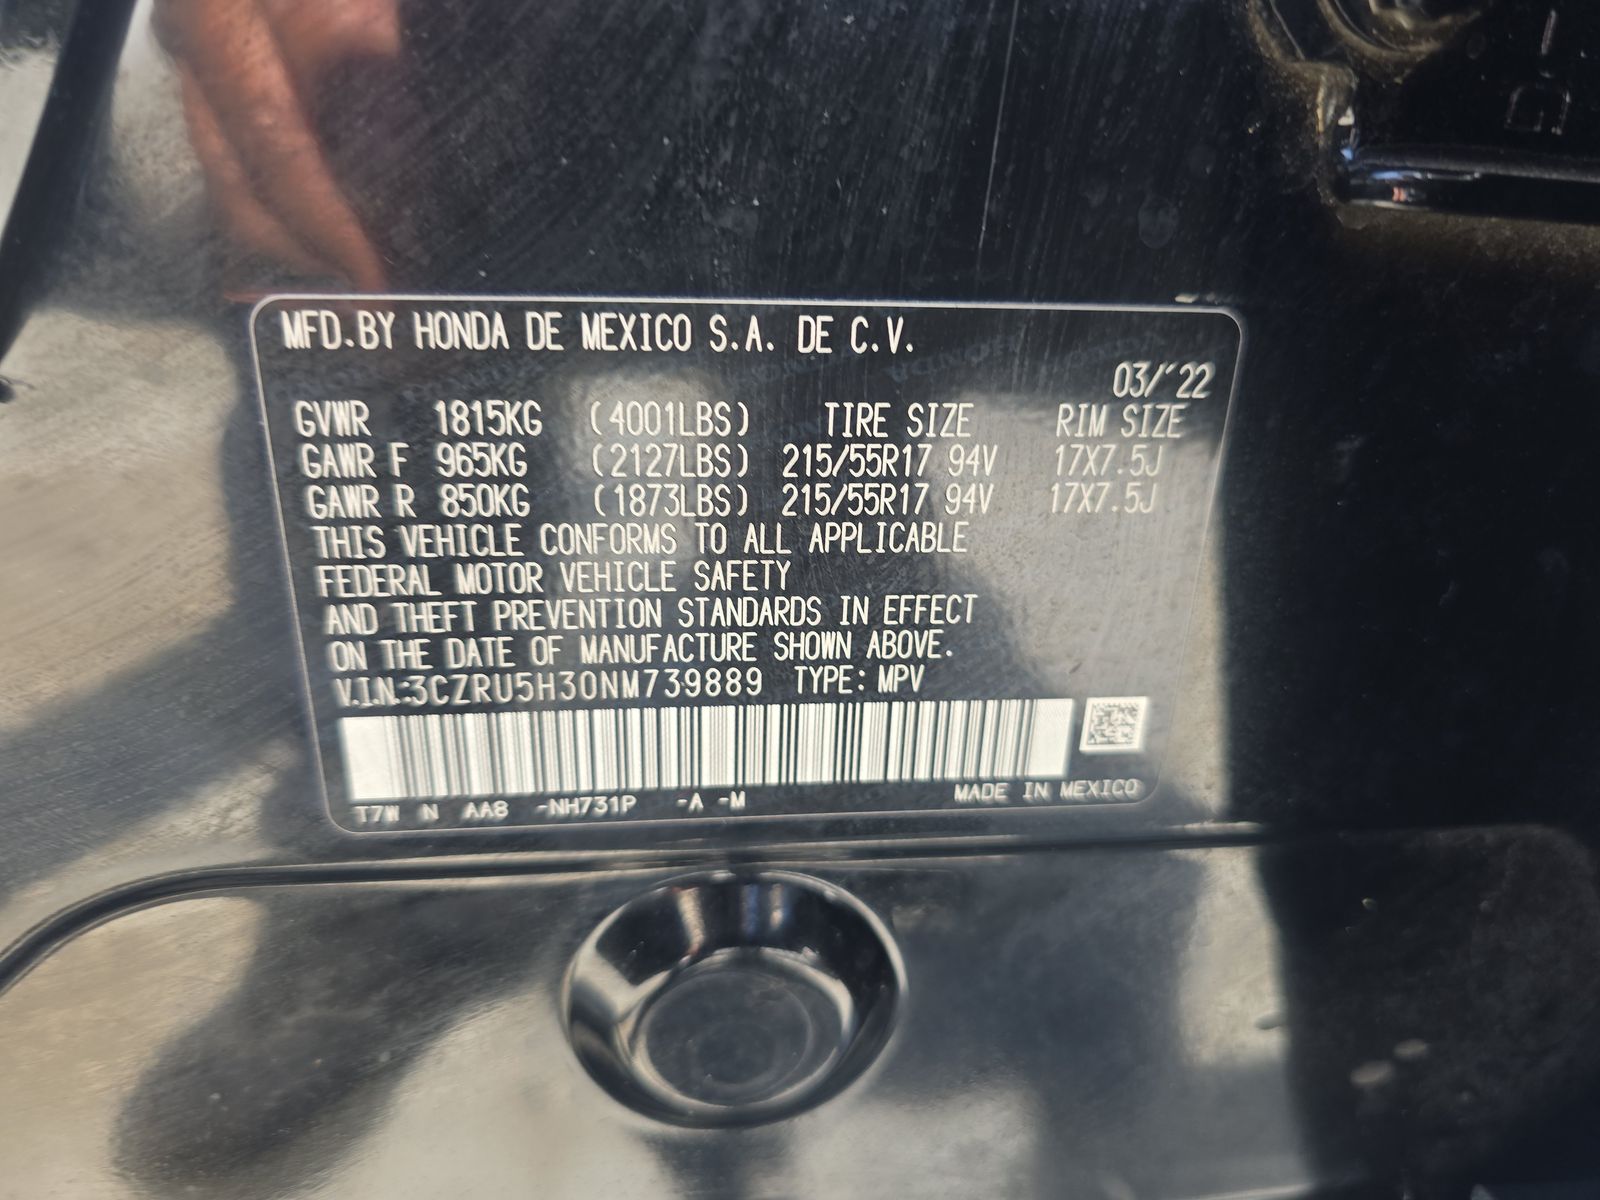 MFD.BY HONDA DE MEXICO S.A. DE C.V.
03/'22
GVWR 1815KG (4001LBS) TIRE SIZE RIM SIZE
GAWR F 965KG (2127LBS) 215/55R17 94V 17X7.5J
GAWR R 850KG (1873LBS) 215/55R17 94V 17X7.5J
THIS VEHICLE CONFORMS TO ALL APPLICABLE
FEDERAL MOTOR VEHICLE SAFETY
AND THEFT PREVENTION STANDARDS IN EFFECT
ON THE DATE OF MANUFACTURE SHOWN ABOVE.
V.I.N.:3CZRU5H30NM739889 TYPE: MPV
T7W N AA8 -NH731P -A -M MADE IN MEXICO